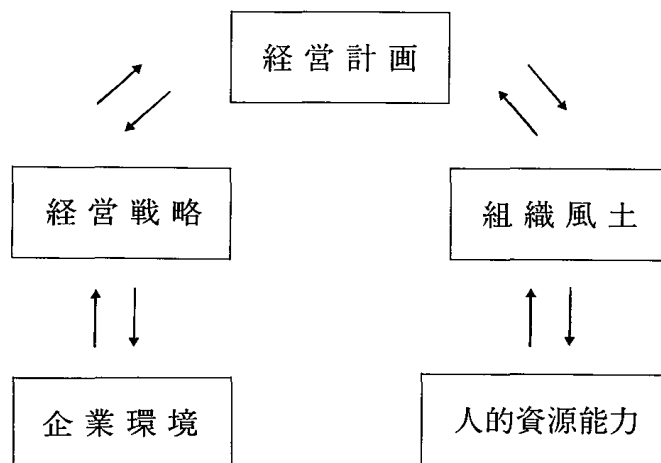 経営計画
経営戦略
組織風土
企業環境
人的資源能力